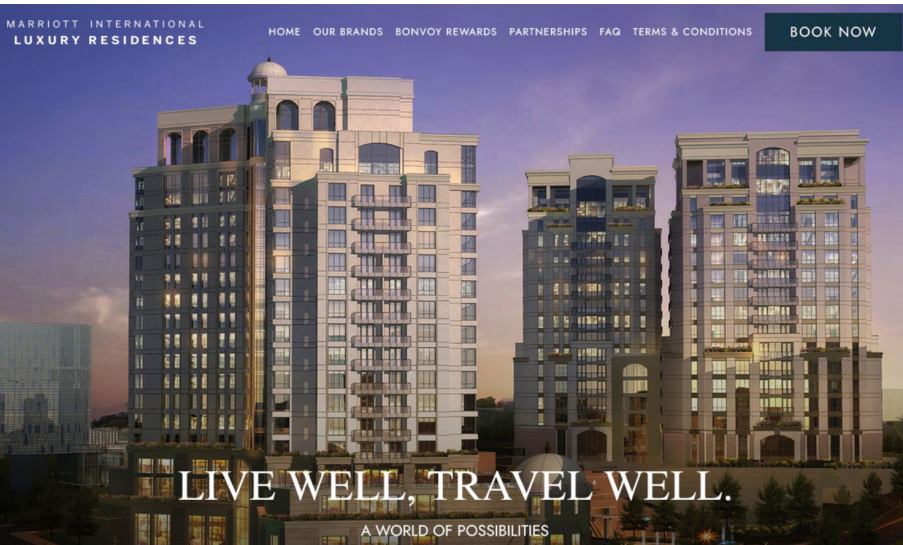 MARRIOTT INTERNATIONAL
LUXURY RESIDENCES
HOME OUR BRANDS BONVOY REWARDS PARTNERSHIPS FAQ TERMS & CONDITIONS BOOK NOW
LIVE WELL, TRAVEL WELL.
A WORLD OF POSSIBILITIES